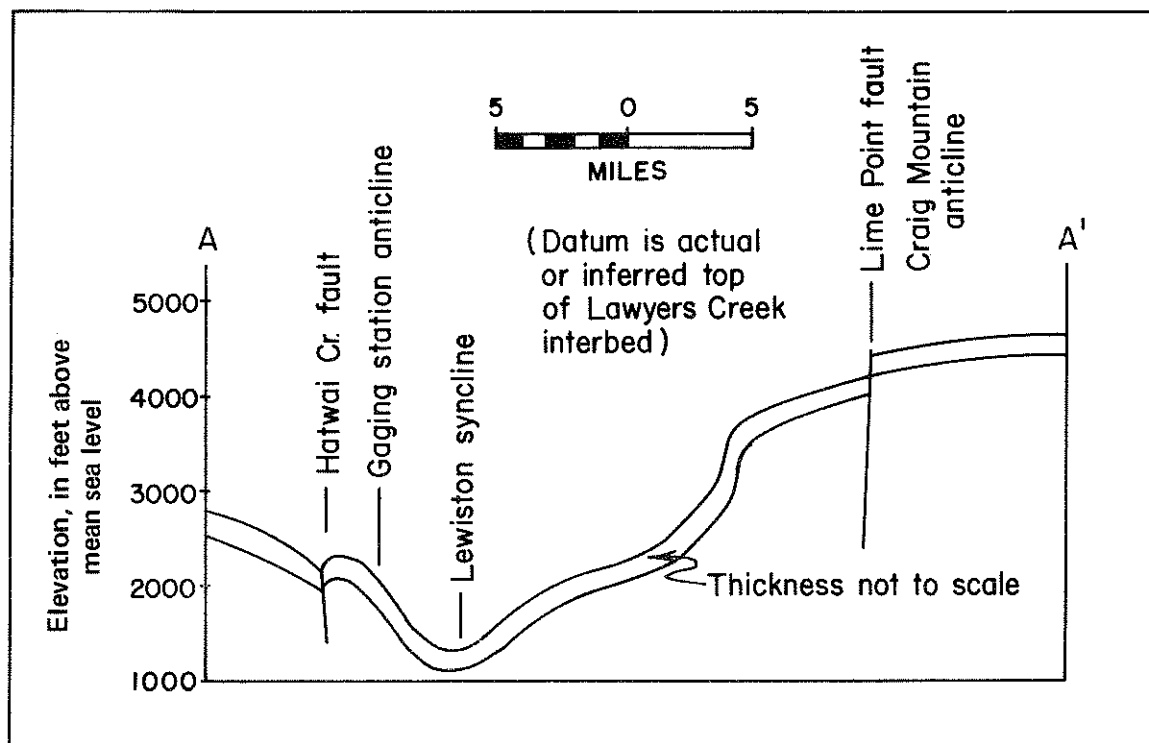 5 0 5
MILES
Lime Point fault
Craig Mountain
anticline
A
A'
Hatwai Cr. fault
Gaging station anticline
Lewiston syncline
(Datum is actual
or inferred top
of Lawyers Creek
interbed)
Elevation, in feet above
mean sea level
5000
4000
3000
2000
1000
Thickness not to scale